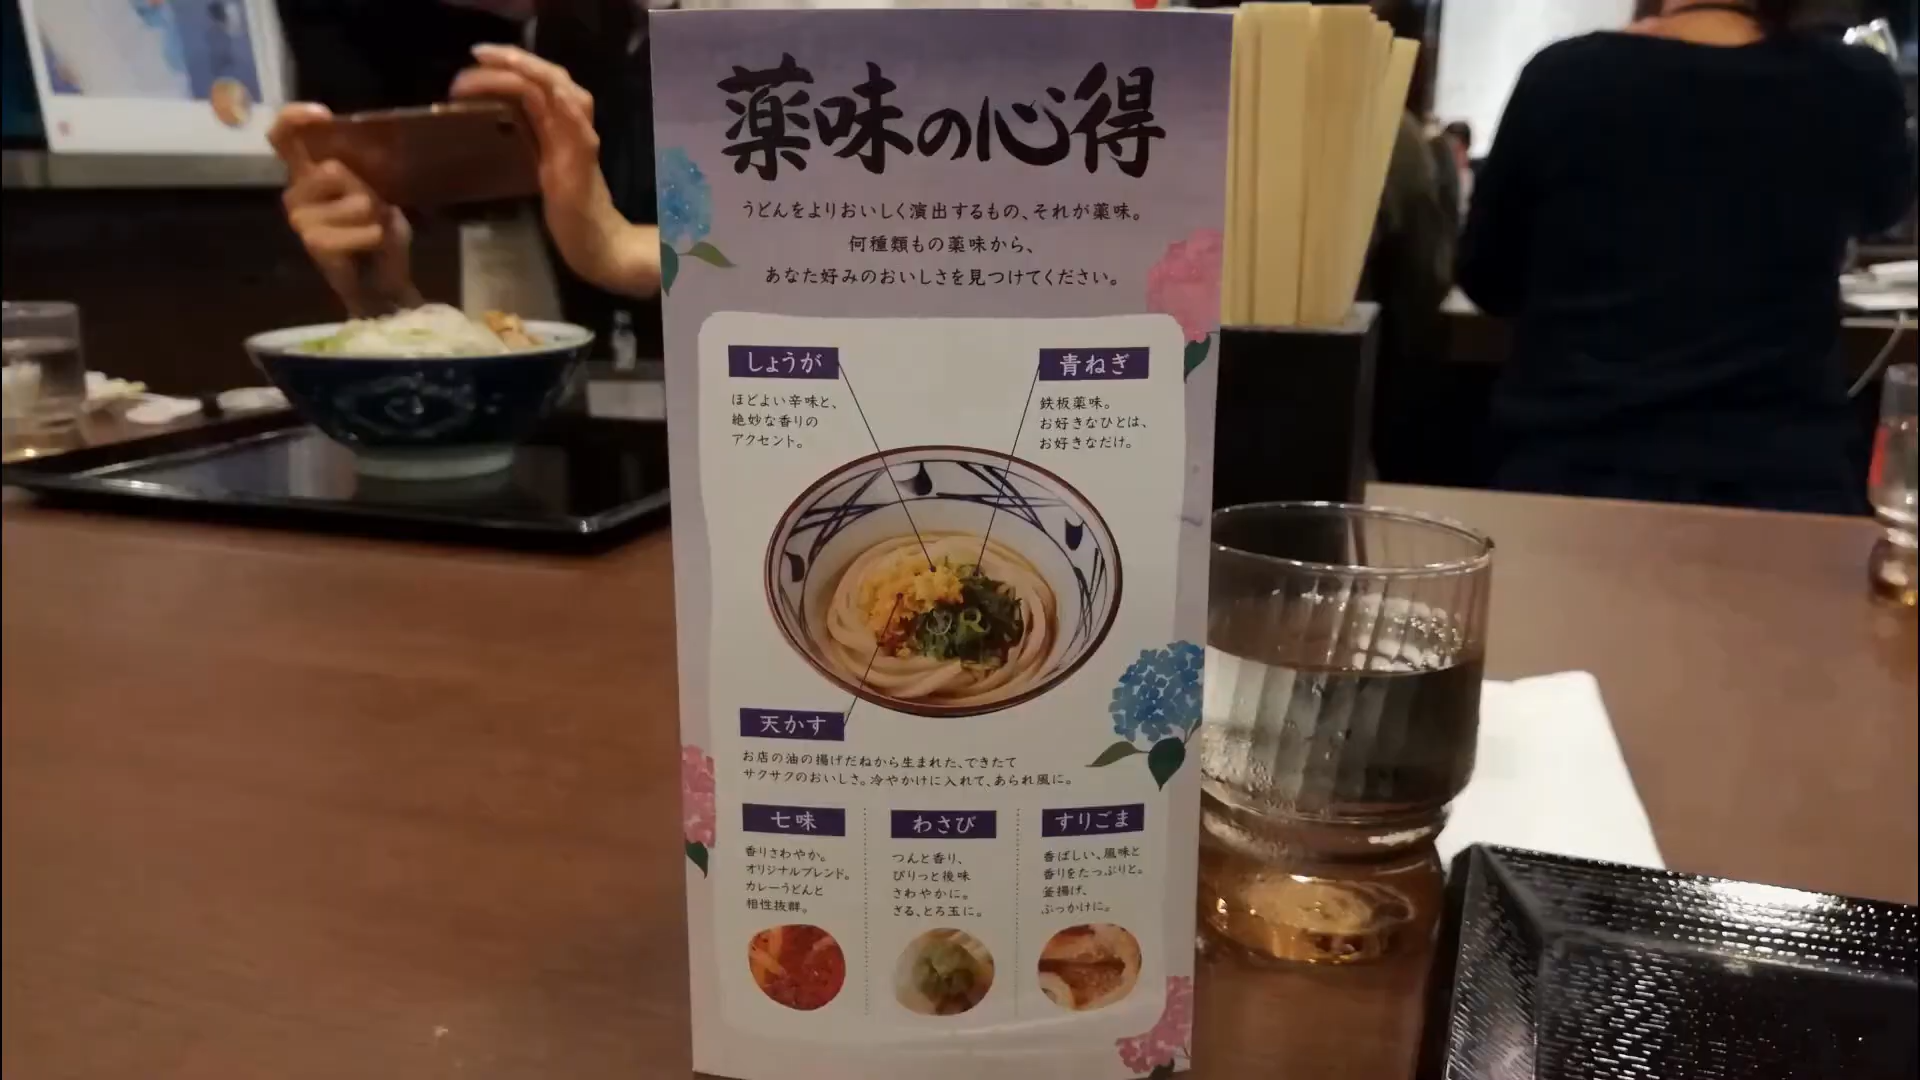 薬味の心得
うどんをよりおいしく演出するもの、それが薬味。
何種類もの薬味から、
あなた好みのおいしさを見つけてください。
しょうが
ほどよい辛味と、
絶妙な香りの
アクセント。
青ねぎ
鉄板薬味。
お好きなひとは、
お好きなだけ。
天かす
お店の油の揚げだねから生まれた、できたて
サクサクのおいしさ。冷やかけに入れて、あられ風に。
七味
香りさわやか。
オリジナルブレンド。
カレーうどんと
相性抜群。
わさび
つんと香り、
ぴりっと後味
さわやかに。
ざる、とろ玉に。
すりごま
香ばしい、風味と
香りをたっぷりと。
釜揚げ、
ぶっかけに。